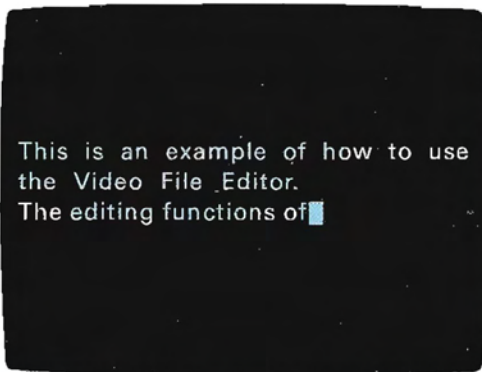 This is an example of how to use
the Video File Editor.
The editing functions of